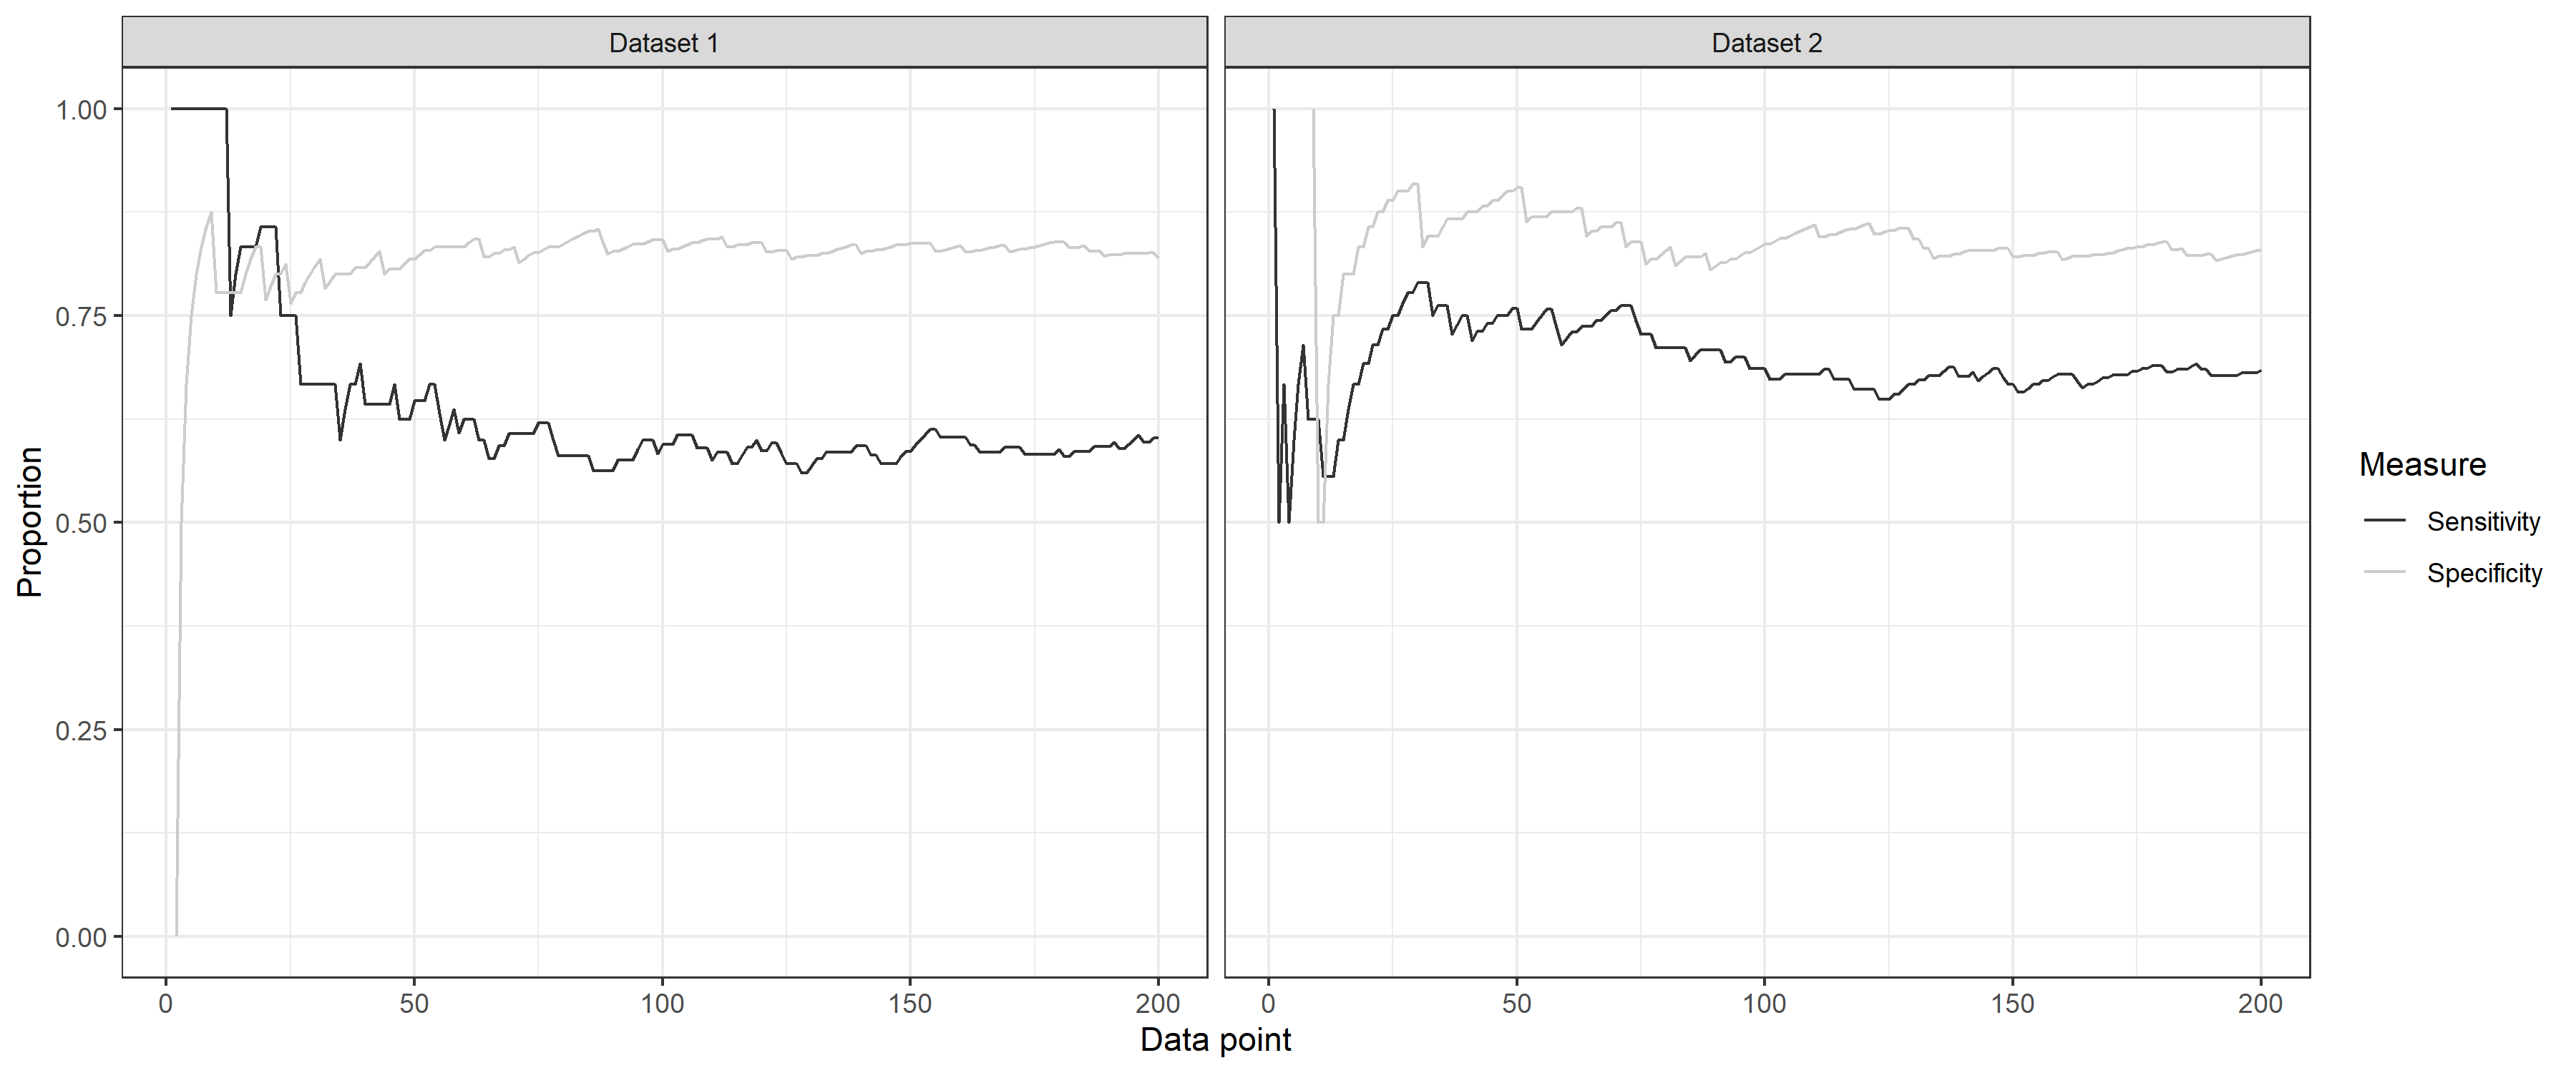 Dataset 1
Dataset 2
1.00
0.75
0.50
0.25
0.00
Proportion
0 50 100 150 200
0 50 100 150 200
Data point
Measure
Sensitivity
Specificity